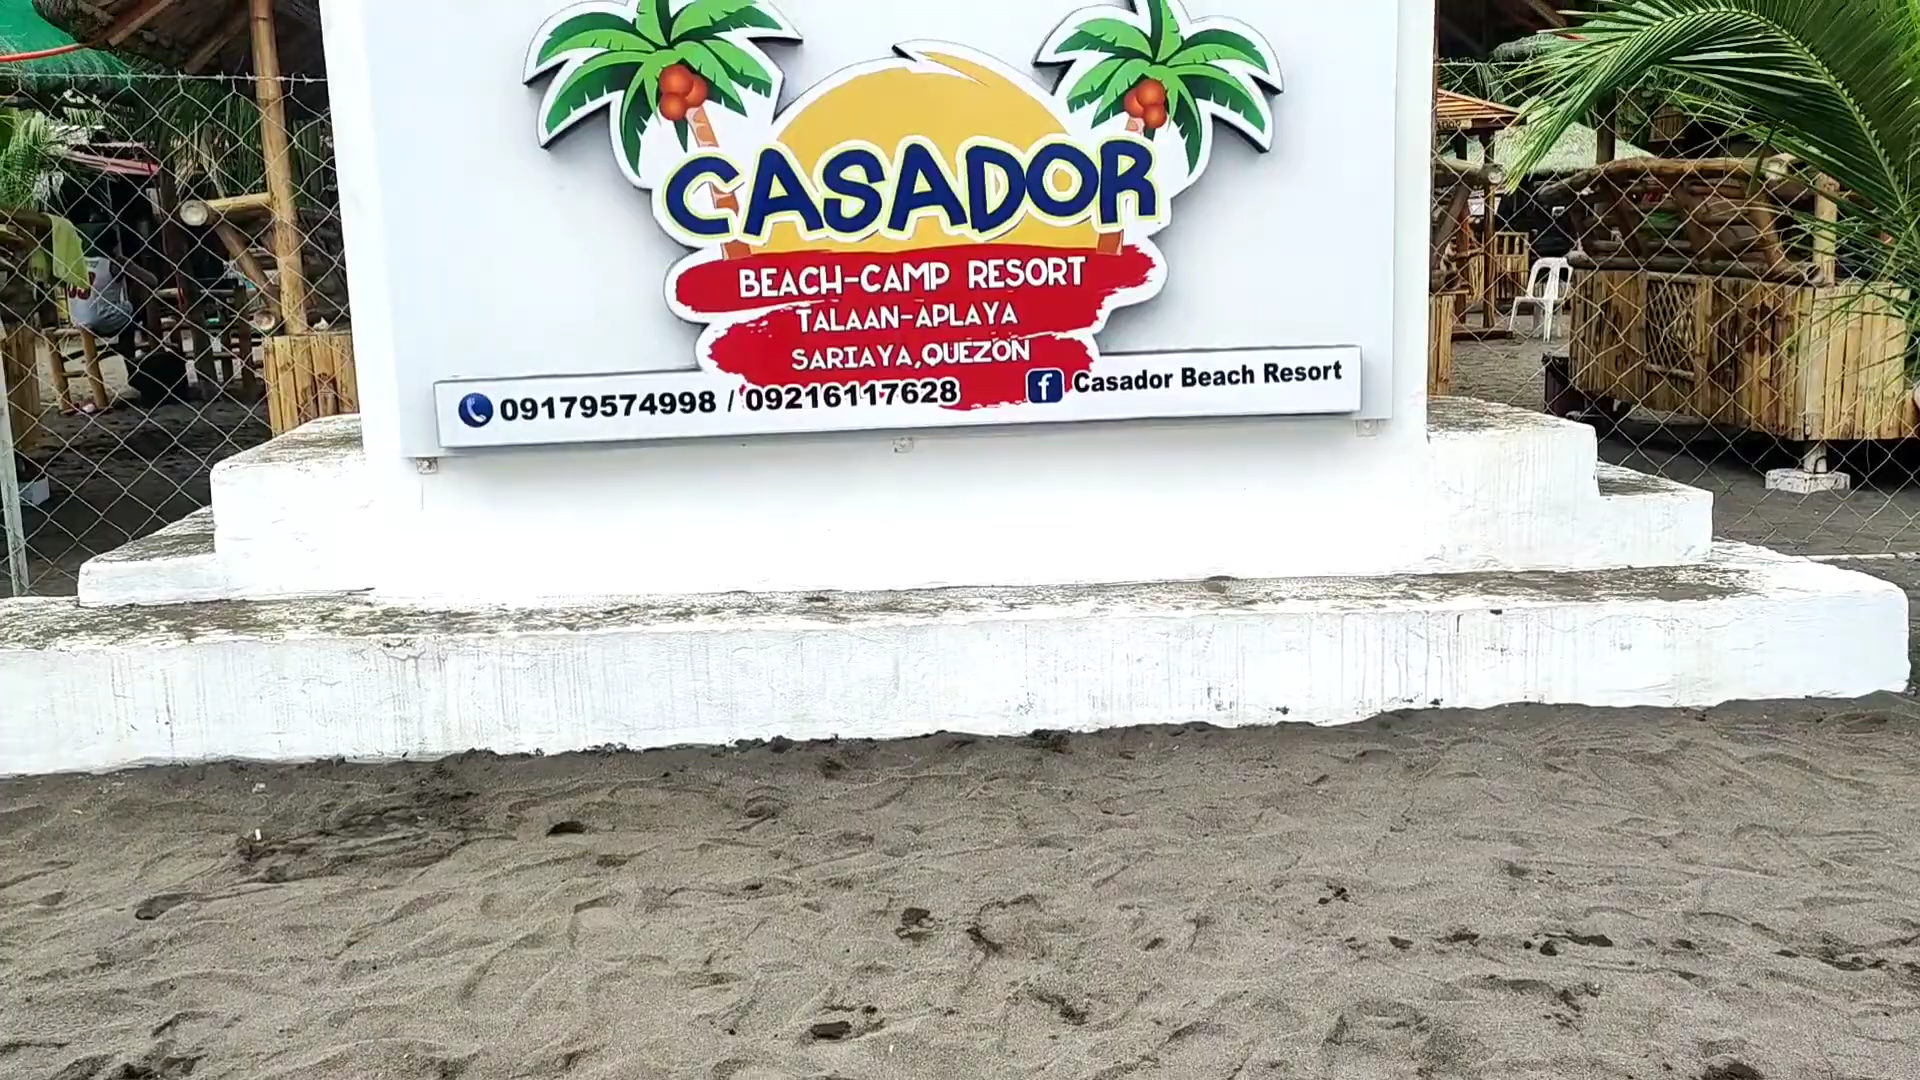 CASADOR
BEACH-CAMP RESORT
TALAAN-APLAYA
SARIAYA,QUEZON
09179574998 / 09216117628
f Casador Beach Resort